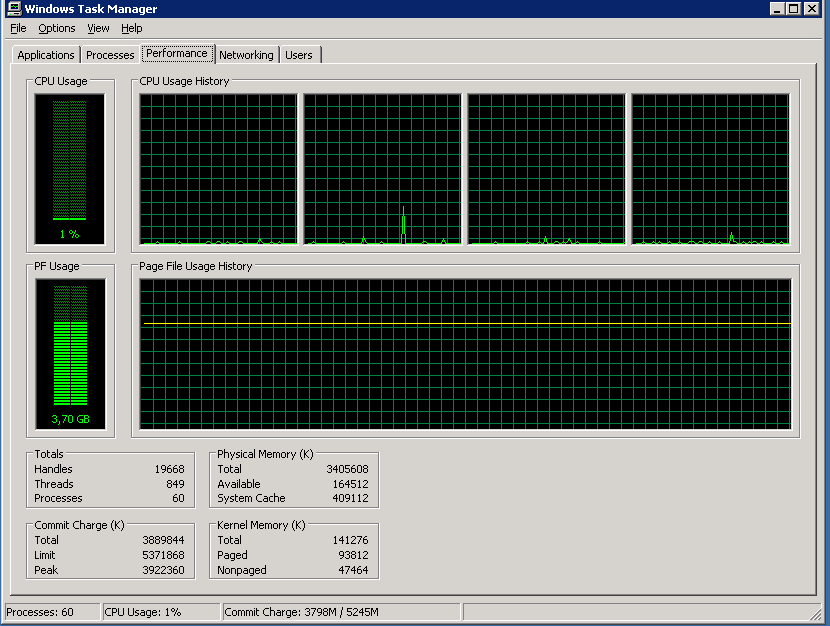 Windows Task Manager
File Options View Help
Applications Processes Performance Networking Users
CPU Usage
1 %
CPU Usage History
PF Usage
3,70 GB
Page File Usage History
Totals
Handles 19668
Threads 849
Processes 60
Physical Memory (K)
Total 3405608
Available 164512
System Cache 409112
Commit Charge (K)
Total 3889844
Limit 5371868
Peak 3922360
Kernel Memory (K)
Total 141276
Paged 93812
Nonpaged 47464
Processes: 60 CPU Usage: 1% Commit Charge: 3798M / 5245M